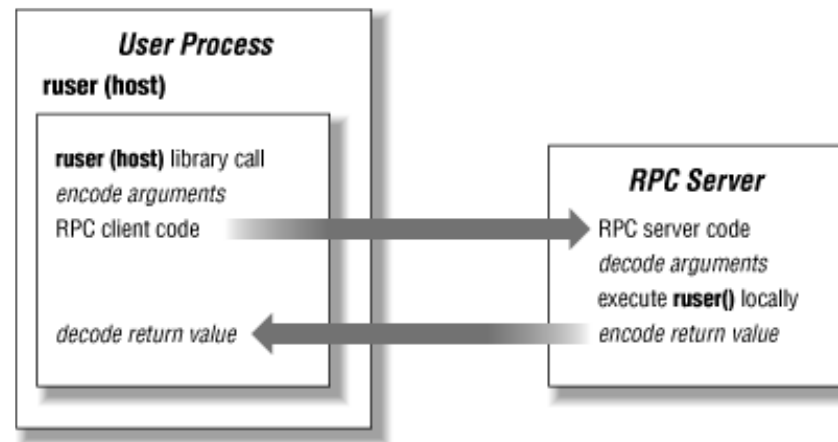 User Process
ruser (host)
ruser (host) library call
encode arguments
RPC client code
decode return value
RPC Server
RPC server code
decode arguments
execute ruser() locally
encode return value